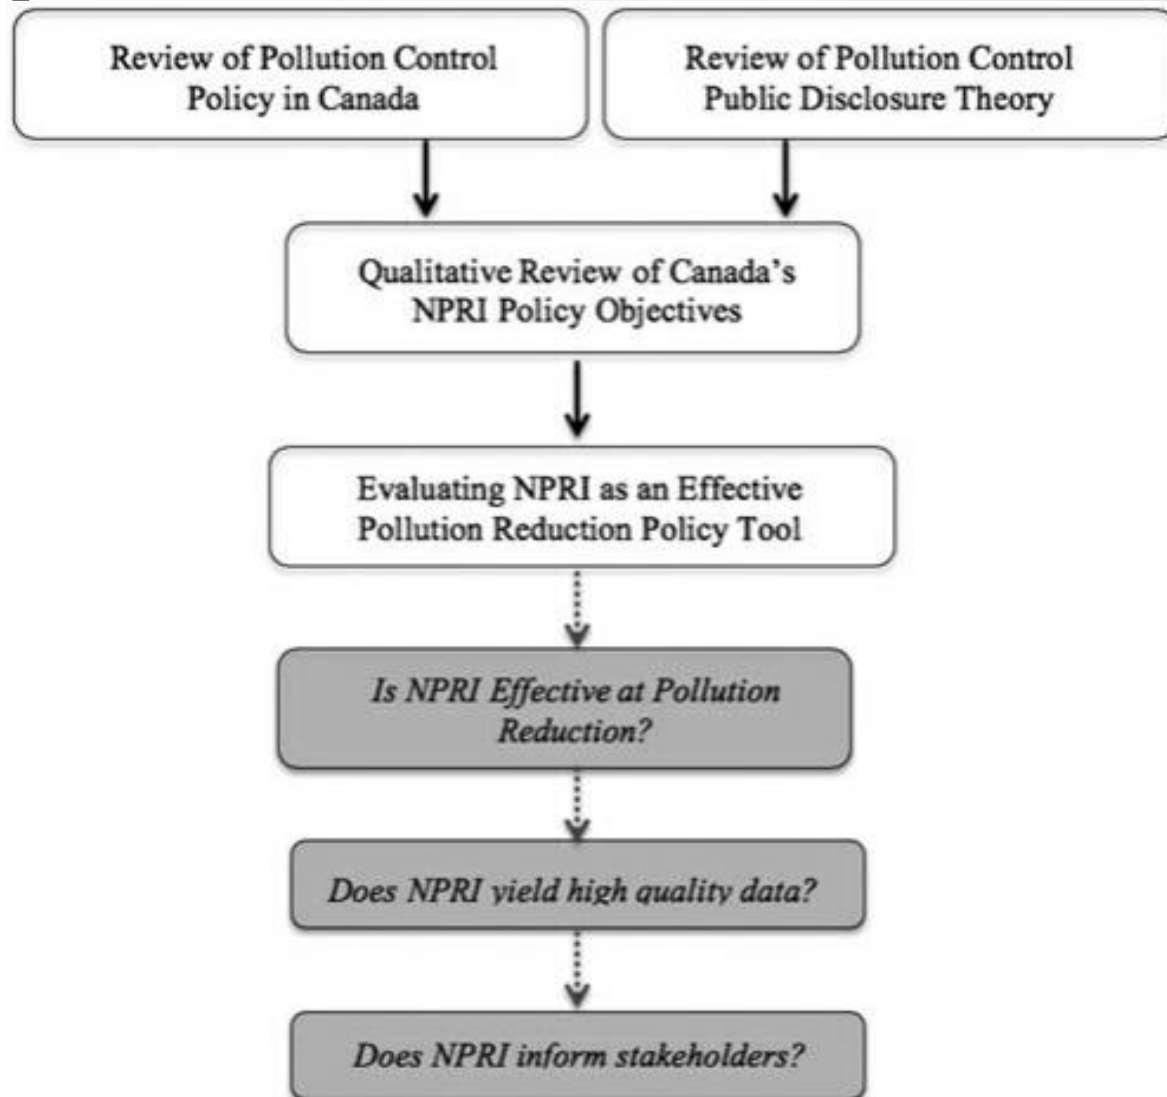 Review of Pollution Control
Policy in Canada
Review of Pollution Control
Public Disclosure Theory
Qualitative Review of Canada’s
NPRI Policy Objectives
Evaluating NPRI as an Effective
Pollution Reduction Policy Tool
Is NPRI Effective at Pollution
Reduction?
Does NPRI yield high quality data?
Does NPRI inform stakeholders?